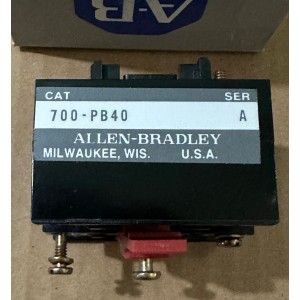 A-B
CAT SER
700-PB40 A
ALLEN-BRADLEY
MILWAUKEE, WIS. U.S.A.